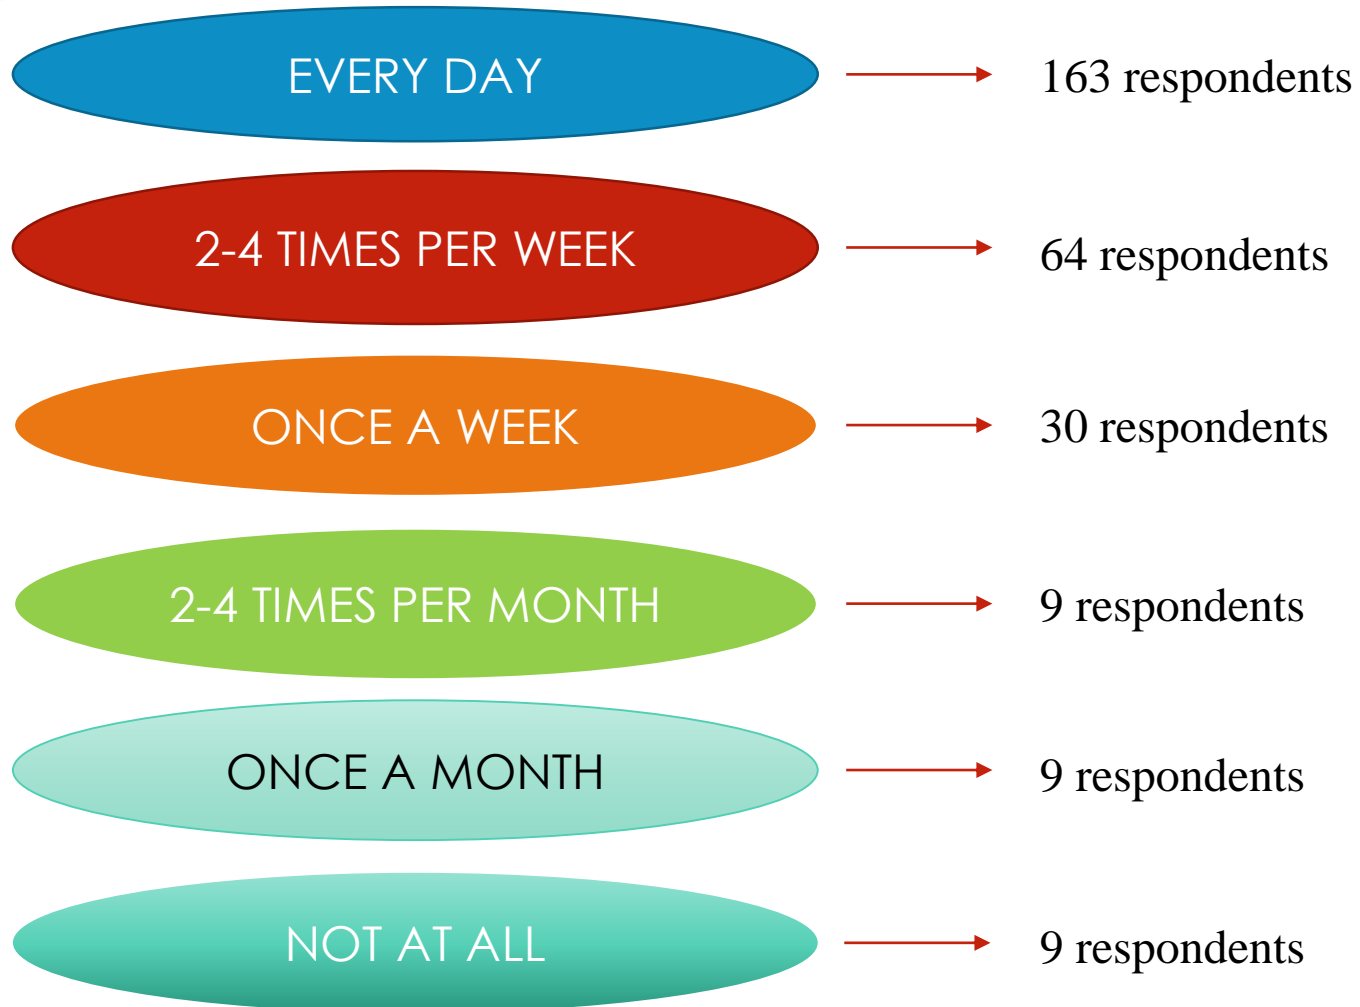 EVERY DAY 163 respondents
2-4 TIMES PER WEEK 64 respondents
ONCE A WEEK 30 respondents
2-4 TIMES PER MONTH 9 respondents
ONCE A MONTH 9 respondents
NOT AT ALL 9 respondents